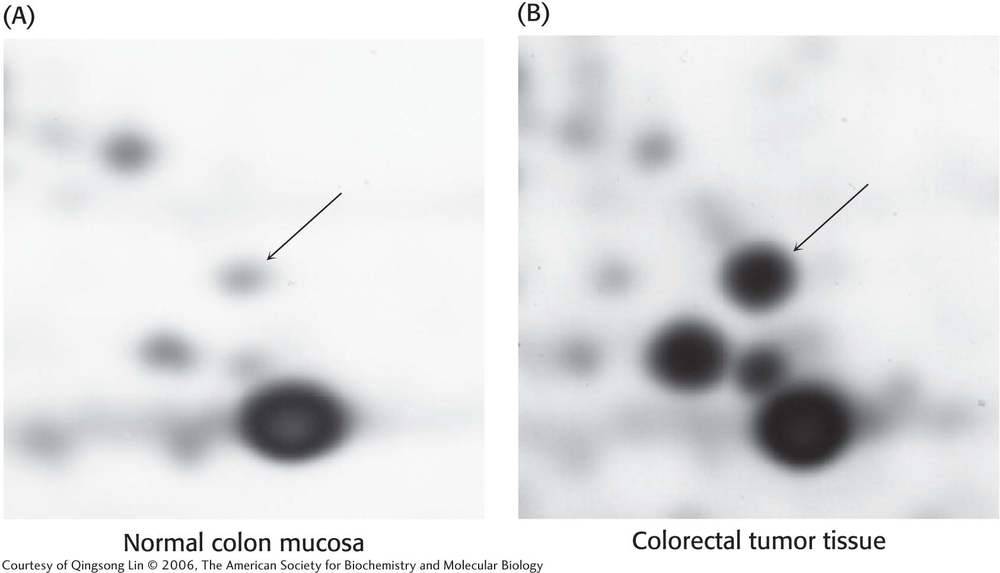 (A)
(B)
Normal colon mucosa
Colorectal tumor tissue
Courtesy of Qingsong Lin © 2006, The American Society for Biochemistry and Molecular Biology